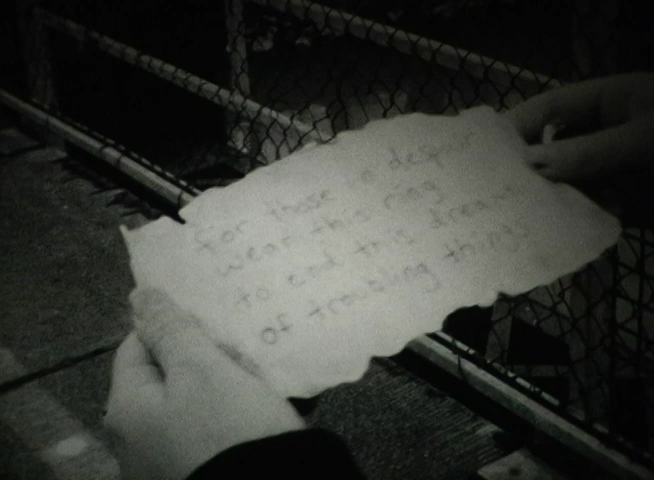 For those in despair
wear this ring
to end this dream
of troubling things